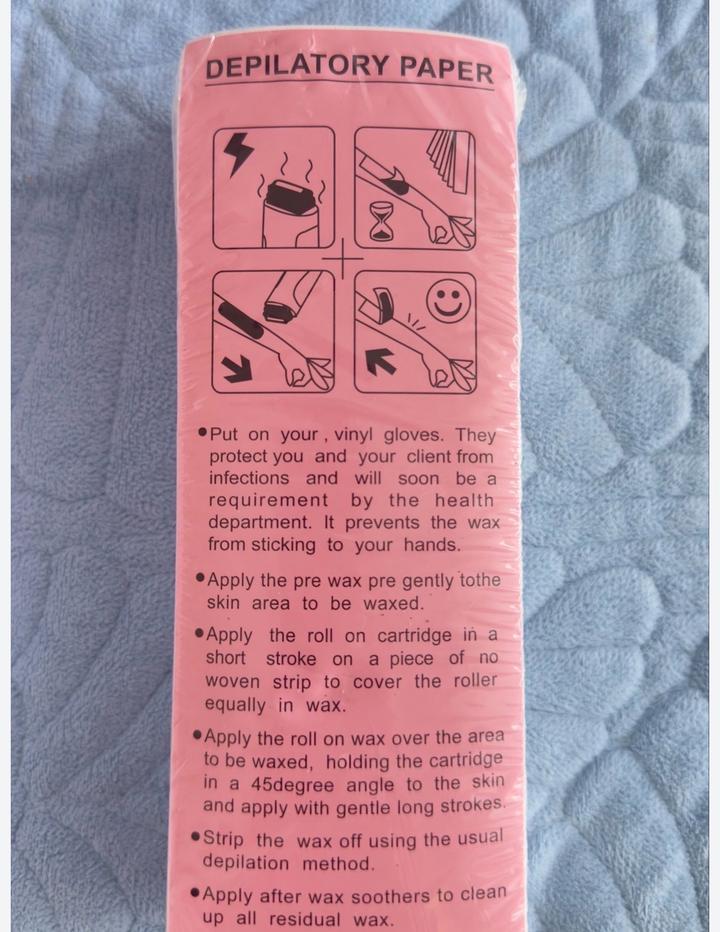 DEPILATORY PAPER
•Put on your , vinyl gloves. They
protect you and your client from
infections and will soon be a
requirement by the health
department. It prevents the wax
from sticking to your hands.
•Apply the pre wax pre gently tothe
skin area to be waxed.
•Apply the roll on cartridge in a
short stroke on a piece of no
woven strip to cover the roller
equally in wax.
•Apply the roll on wax over the area
to be waxed, holding the cartridge
in a 45degree angle to the skin
and apply with gentle long strokes.
•Strip the wax off using the usual
depilation method.
•Apply after wax soothers to clean
up all residual wax.